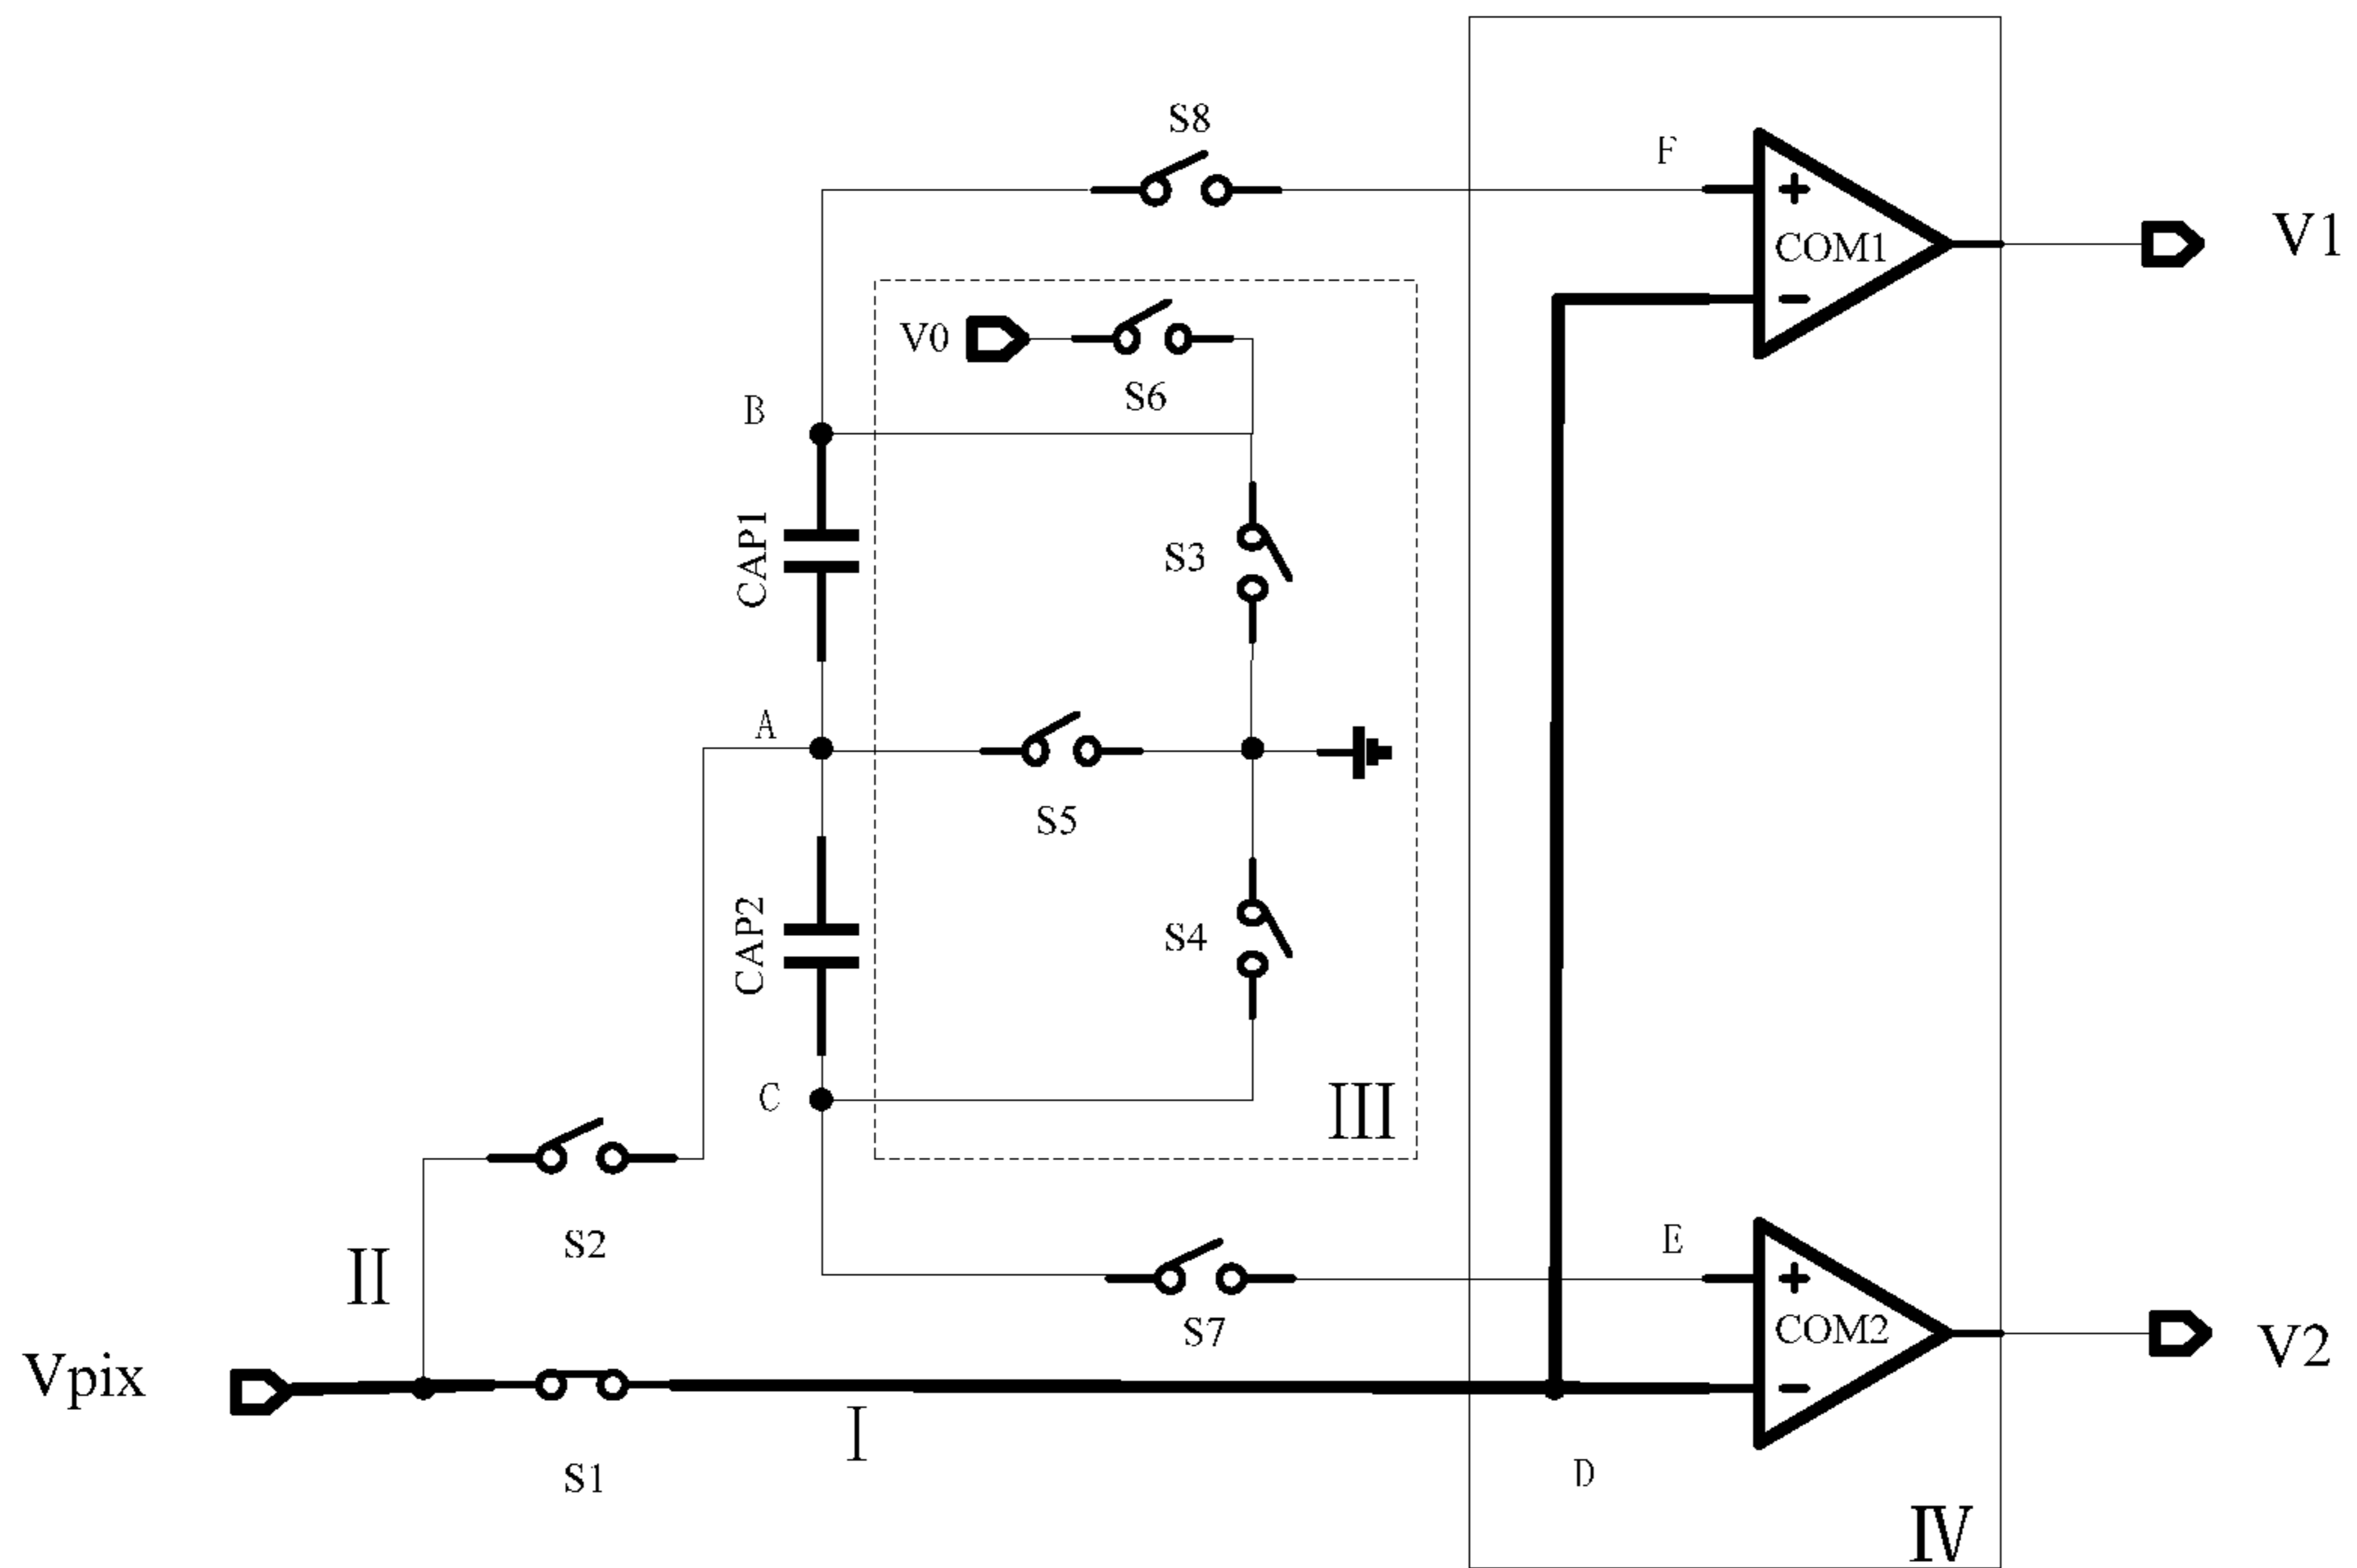 S8
F
+
COM1
-
V1
V0
S6
B
CAP1
S3
A
S5
CAP2
S4
C
III
S2
II
E
+
COM2
-
S7
V2
Vpix
I
S1
D
IV